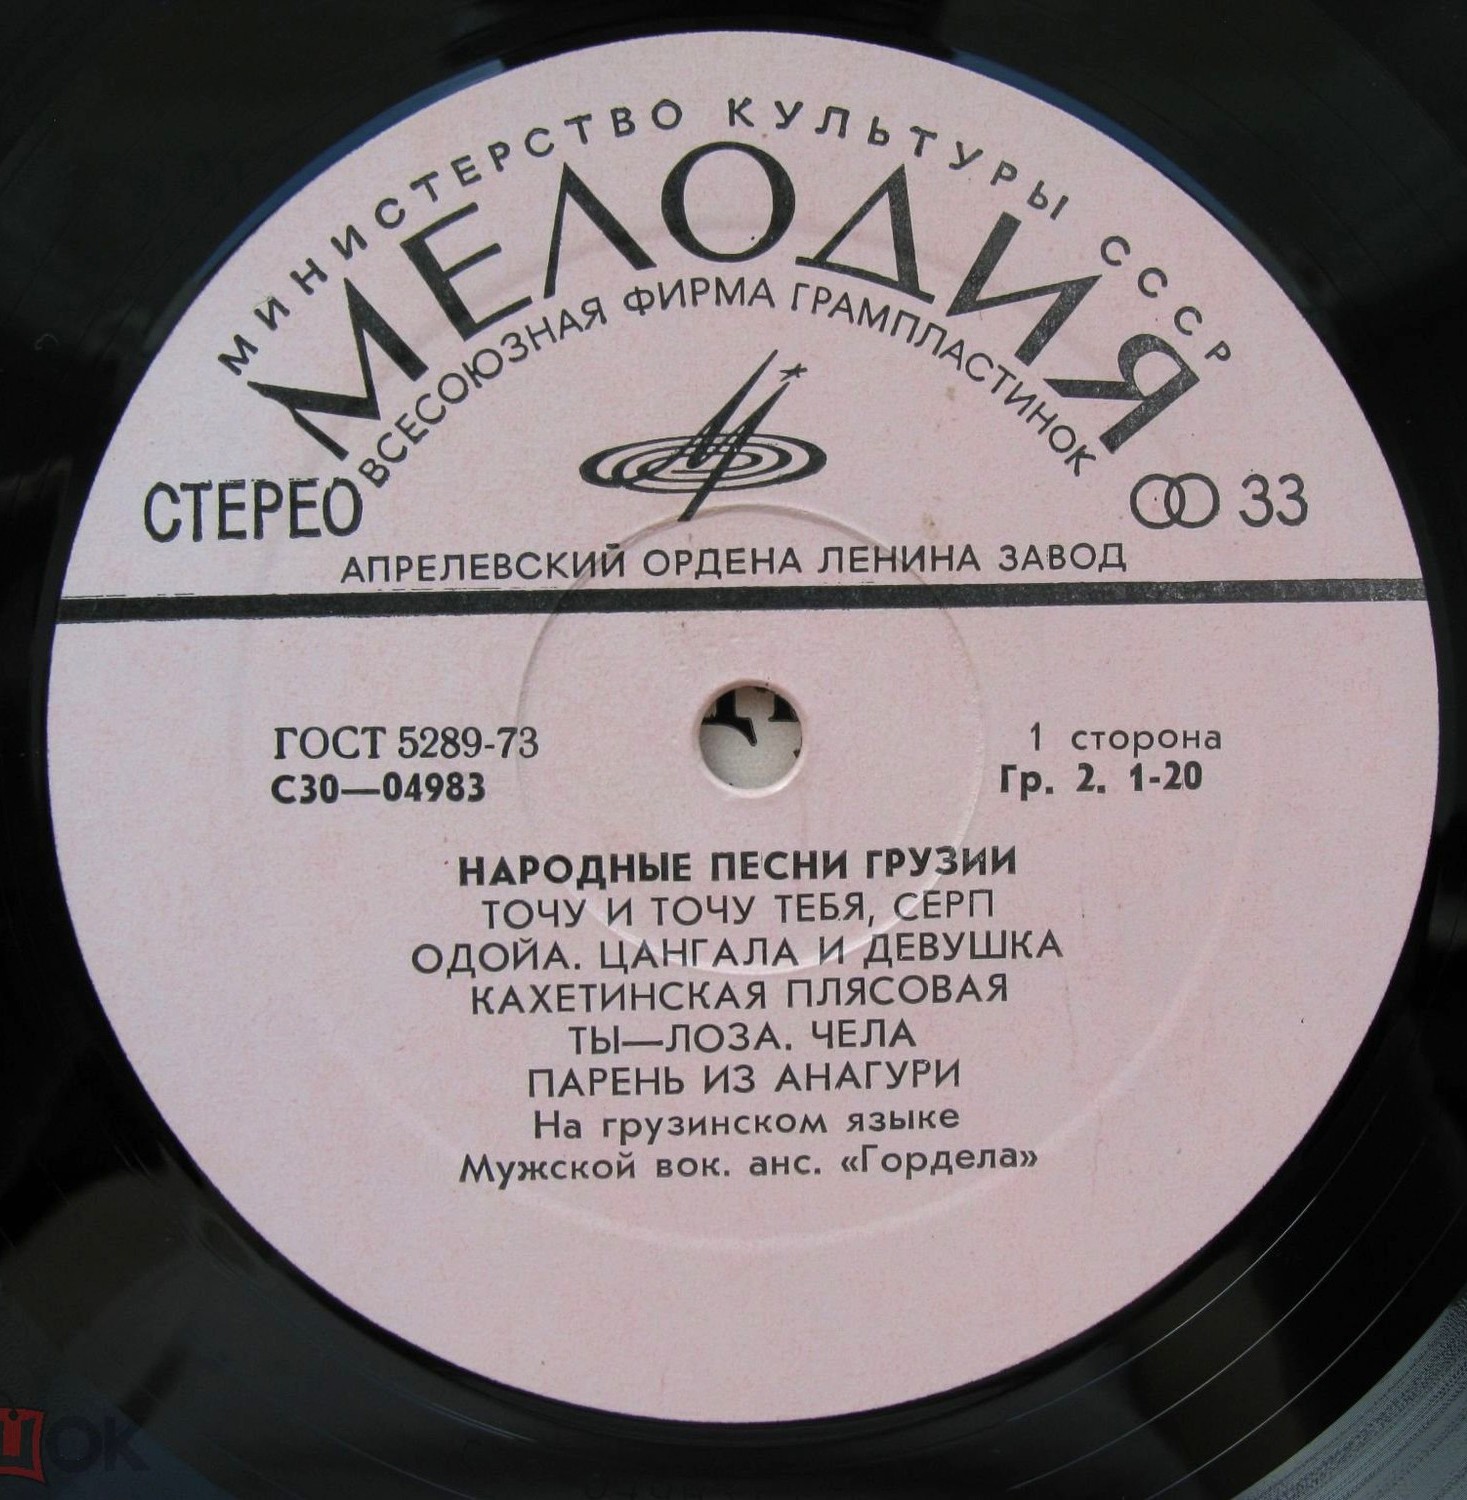 МИНИСТЕРСТВО КУЛЬТУРЫ СССР
МЕЛОДИЯ
ВСЕСОЮЗНАЯ ФИРМА ГРАМПЛАСТИНОК
СТЕРЕО
33
АПРЕЛЕВСКИЙ ОРДЕНА ЛЕНИНА ЗАВОД
ГОСТ 5289-73
1 сторона
С30—04983
Гр. 2. 1-20
НАРОДНЫЕ ПЕСНИ ГРУЗИИ
ТОЧУ И ТОЧУ ТЕБЯ, СЕРП
ОДОЙА. ЦАНГАЛА И ДЕВУШКА
КАХЕТИНСКАЯ ПЛЯСОВАЯ
ТЫ—ЛОЗА. ЧЕЛА
ПАРЕНЬ ИЗ АНАГУРИ
На грузинском языке
Мужской вок. анс. «Гордела»